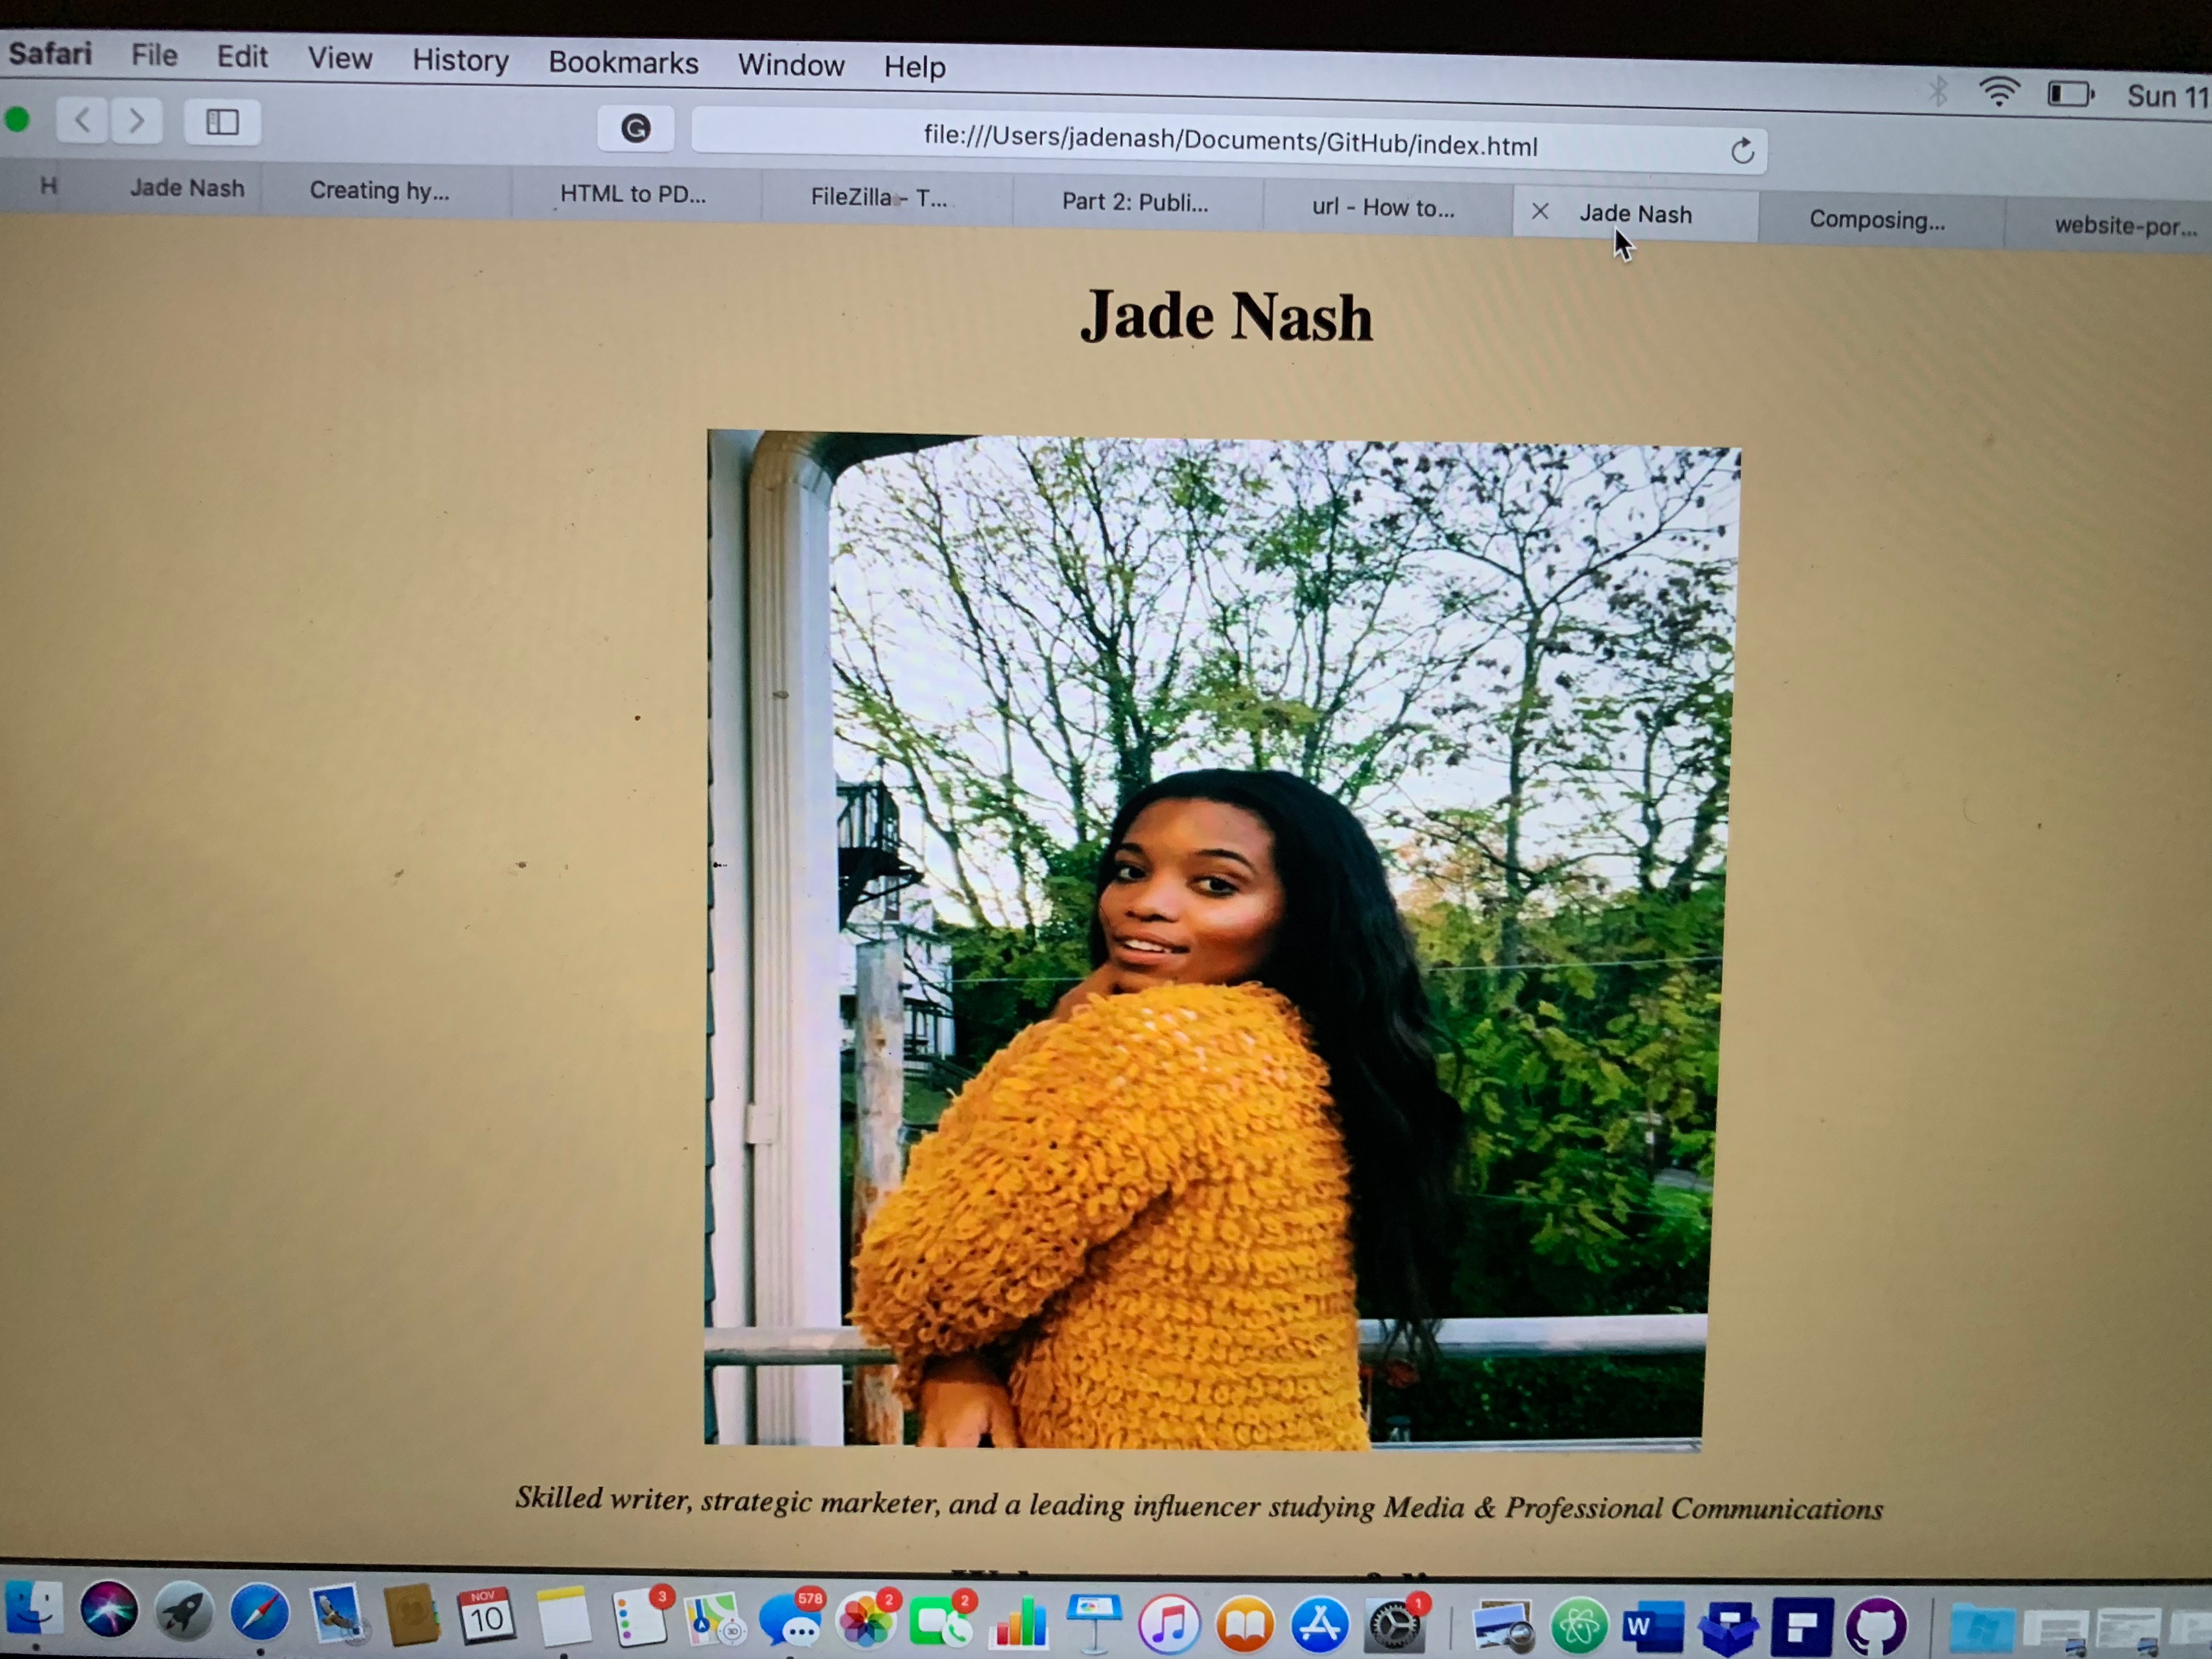 Safari File Edit View History Bookmarks Window Help
Sun 11
file:///Users/jadenash/Documents/GitHub/index.html
H Jade Nash Creating hy... HTML to PD... FileZilla - T... Part 2: Publi... url - How to... Jade Nash Composing... website-por...
Jade Nash
Skilled writer, strategic marketer, and a leading influencer studying Media & Professional Communications
NOV
10
3
3D
578
2
2
1
W